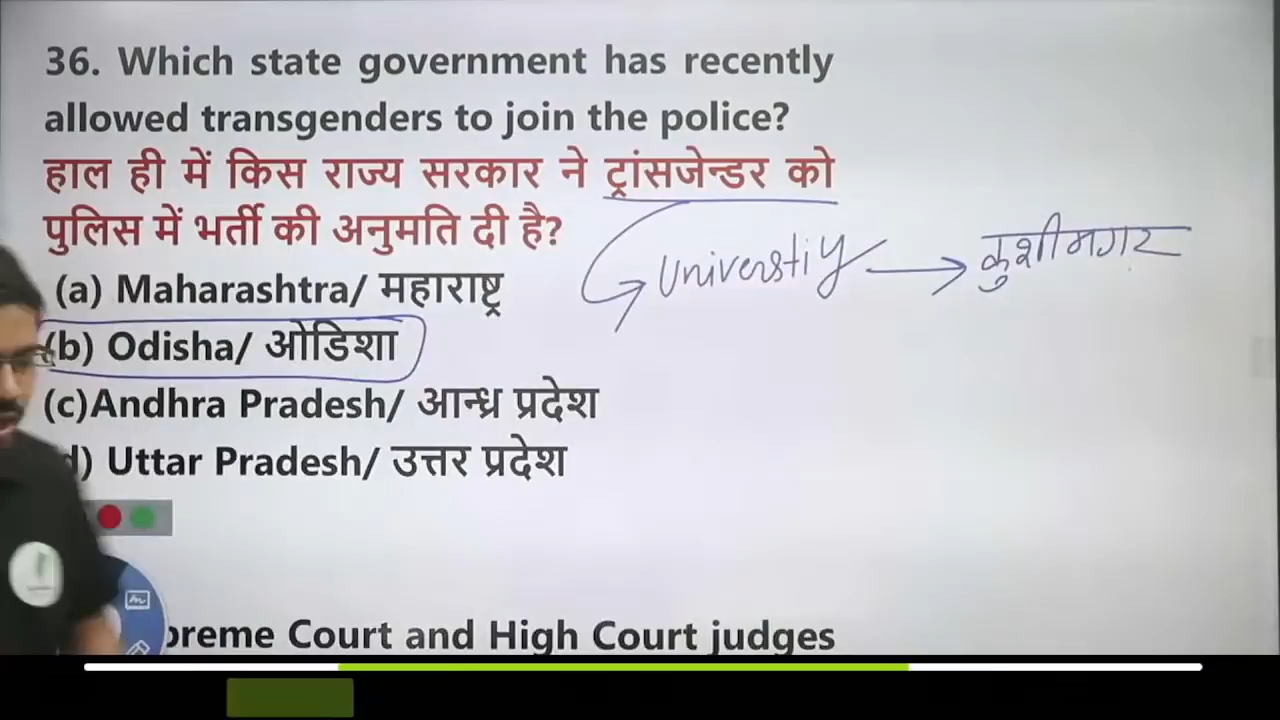 36. Which state government has recently
allowed transgenders to join the police?
हाल ही में किस राज्य सरकार ने ट्रांसजेन्डर को
पुलिस में भर्ती की अनुमति दी है?
Universtiy → कुशीनगर
(a) Maharashtra/ महाराष्ट्र
(b) Odisha/ ओडिशा
(c)Andhra Pradesh/ आन्ध्र प्रदेश
d) Uttar Pradesh/ उत्तर प्रदेश
preme Court and High Court judges